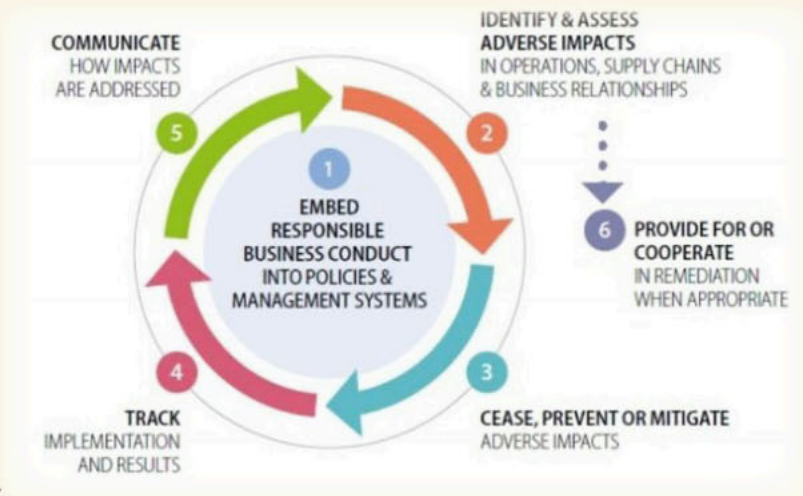 1
EMBED
RESPONSIBLE
BUSINESS CONDUCT
INTO POLICIES &
MANAGEMENT SYSTEMS
2
IDENTIFY & ASSESS
ADVERSE IMPACTS
IN OPERATIONS, SUPPLY CHAINS
& BUSINESS RELATIONSHIPS
3
CEASE, PREVENT OR MITIGATE
ADVERSE IMPACTS
4
TRACK
IMPLEMENTATION
AND RESULTS
5
COMMUNICATE
HOW IMPACTS
ARE ADDRESSED
6
PROVIDE FOR OR
COOPERATE
IN REMEDIATION
WHEN APPROPRIATE